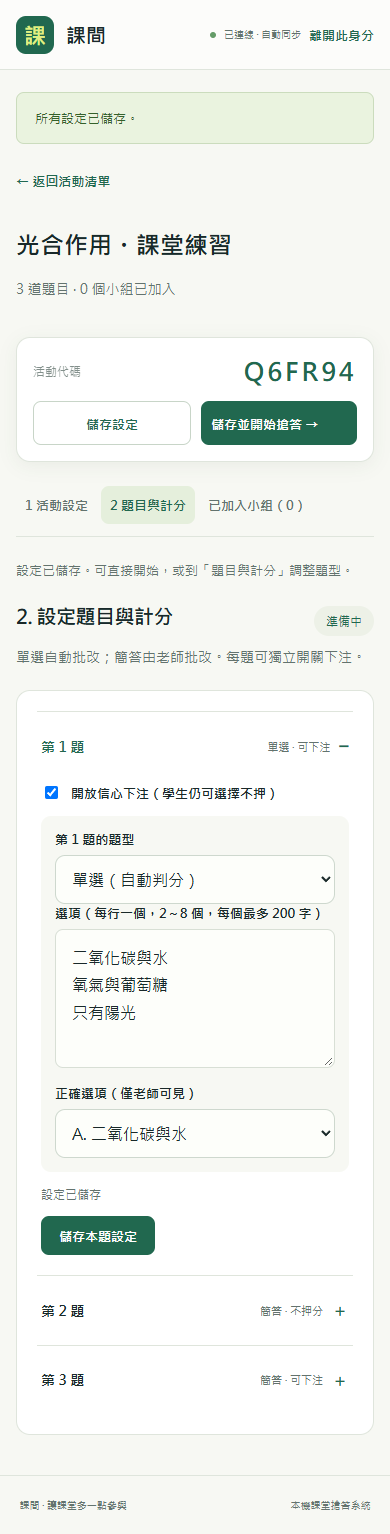 課 課間
已連線 · 自動同步 離開此身分
所有設定已儲存。
← 返回活動清單
光合作用・課堂練習
3 道題目 · 0 個小組已加入
活動代碼 Q6FR94
儲存設定 儲存並開始搶答 →
1 活動設定 2 題目與計分 已加入小組（0）
設定已儲存。可直接開始，或到「題目與計分」調整題型。
2. 設定題目與計分 準備中
單選自動批改；簡答由老師批改。每題可獨立開關下注。
第 1 題 單選 · 可下注 −
開放信心下注（學生仍可選擇不押）
第 1 題的題型
單選（自動判分）
選項（每行一個，2～8 個，每個最多 200 字）
二氧化碳與水
氧氣與葡萄糖
只有陽光
正確選項（僅老師可見）
A. 二氧化碳與水
設定已儲存
儲存本題設定
第 2 題 簡答 · 不押分 +
第 3 題 簡答 · 可下注 +
課間 · 讓課堂多一點參與 本機課堂搶答系統